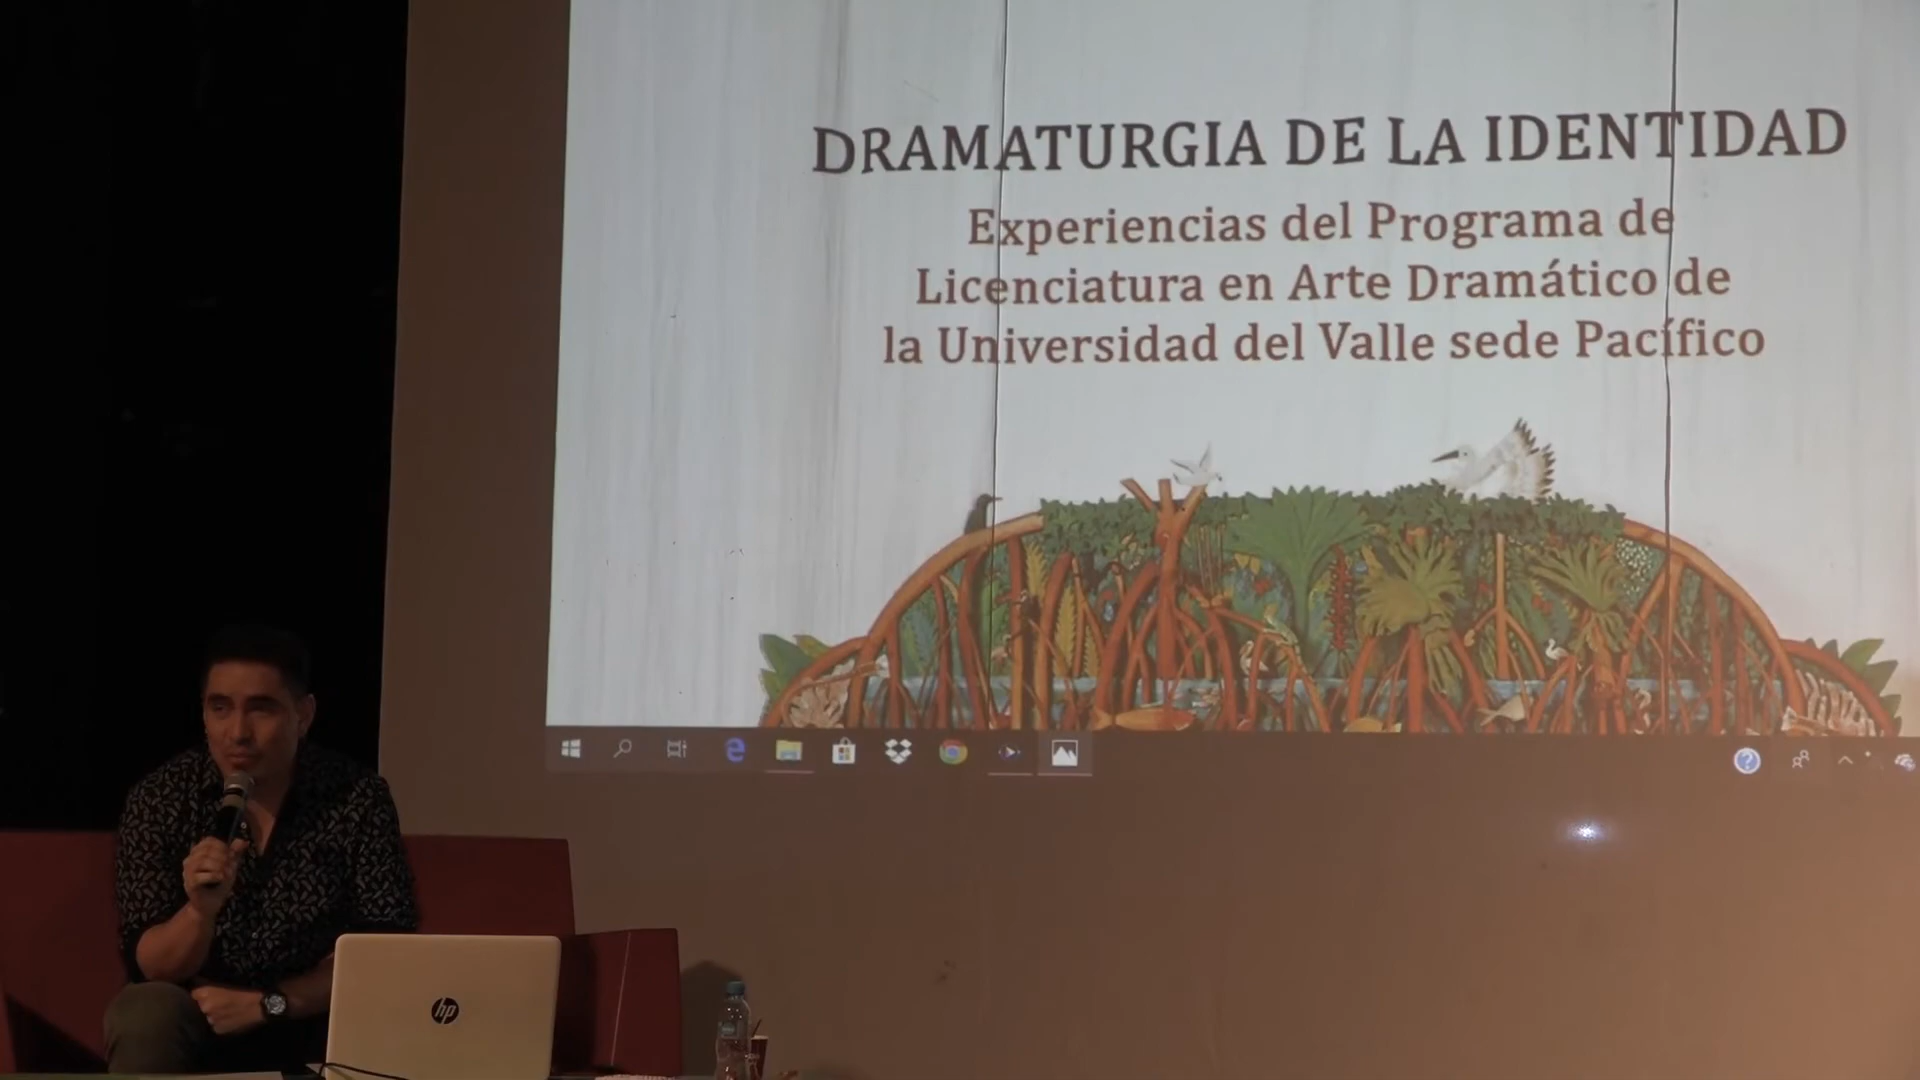 DRAMATURGIA DE LA IDENTIDAD
Experiencias del Programa de
Licenciatura en Arte Dramático de
la Universidad del Valle sede Pacífico
hp